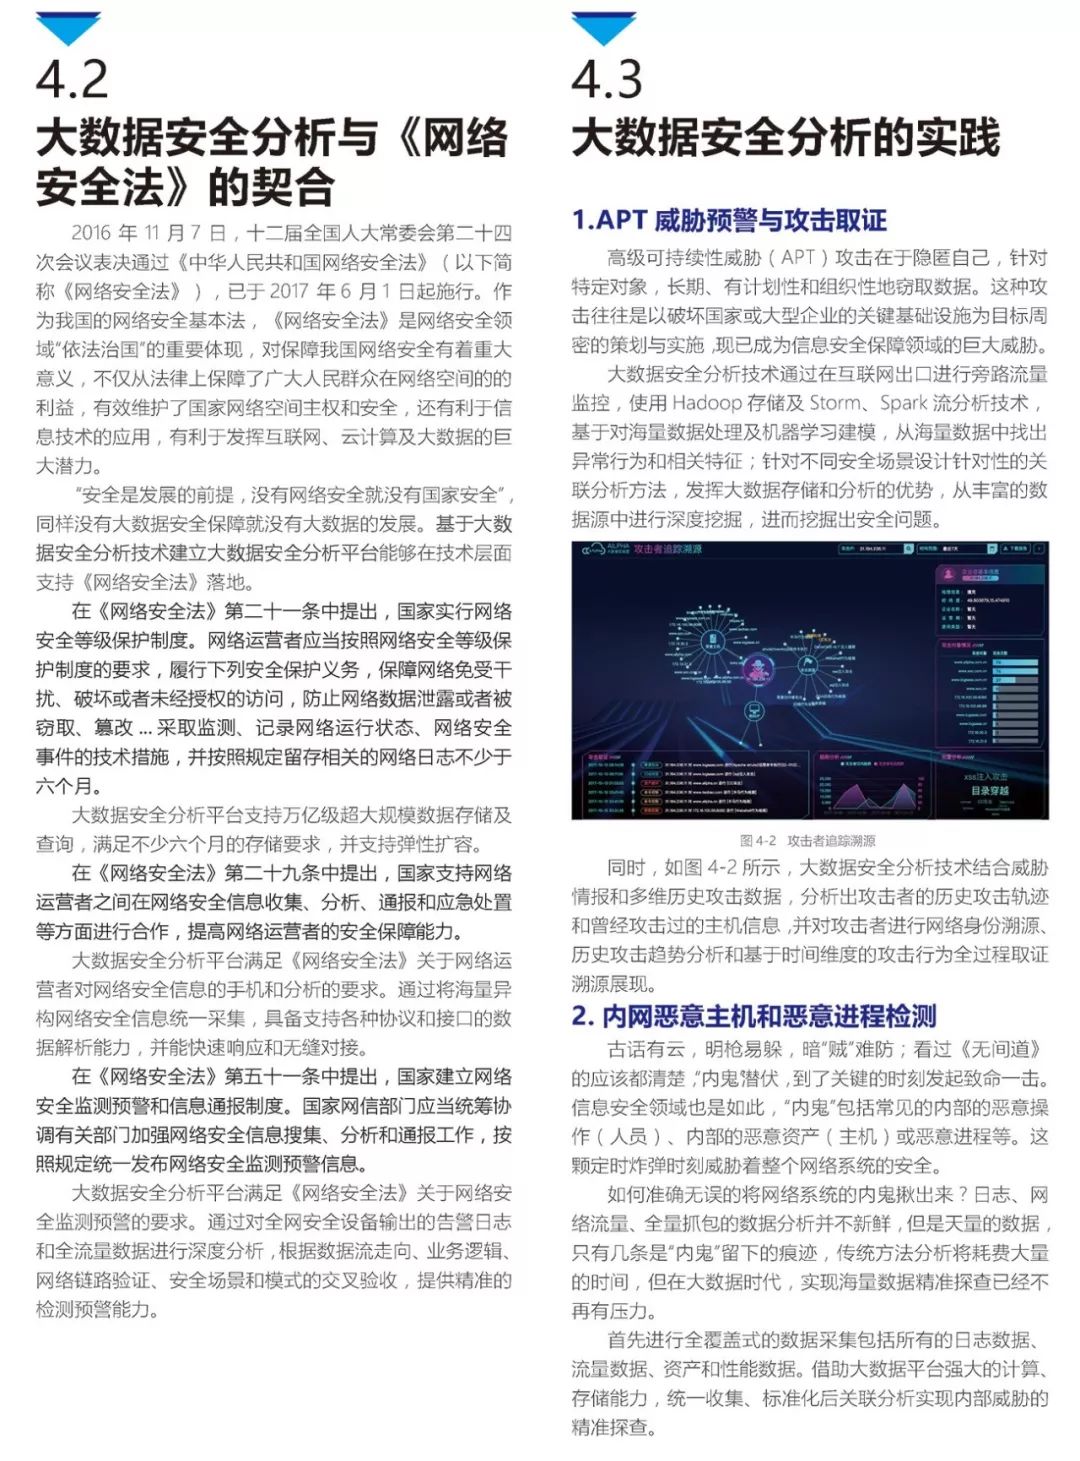 4.2
大数据安全分析与《网络
安全法》的契合
2016 年 11 月 7 日，十二届全国人大常委会第二十四
次会议表决通过《中华人民共和国网络安全法》（以下简
称《网络安全法》），已于 2017 年 6 月 1 日起施行。作
为我国的网络安全基本法，《网络安全法》是网络安全领
域“依法治国”的重要体现，对保障我国网络安全有着重大
意义，不仅从法律上保障了广大人民群众在网络空间的的
利益，有效维护了国家网络空间主权和安全，还有利于信
息技术的应用，有利于发挥互联网、云计算及大数据的巨
大潜力。
“安全是发展的前提，没有网络安全就没有国家安全”，
同样没有大数据安全保障就没有大数据的发展。基于大数
据安全分析技术建立大数据安全分析平台能够在技术层面
支持《网络安全法》落地。
在《网络安全法》第二十一条中提出，国家实行网络
安全等级保护制度。网络运营者应当按照网络安全等级保
护制度的要求，履行下列安全保护义务，保障网络免受干
扰、破坏或者未经授权的访问，防止网络数据泄露或者被
窃取、篡改 ... 采取监测、记录网络运行状态、网络安全
事件的技术措施，并按照规定留存相关的网络日志不少于
六个月。
大数据安全分析平台支持万亿级超大规模数据存储及
查询，满足不少六个月的存储要求，并支持弹性扩容。
在《网络安全法》第二十九条中提出，国家支持网络
运营者之间在网络安全信息收集、分析、通报和应急处置
等方面进行合作，提高网络运营者的安全保障能力。
大数据安全分析平台满足《网络安全法》关于网络运
营者对网络安全信息的手机和分析的要求。通过将海量异
构网络安全信息统一采集，具备支持各种协议和接口的数
据解析能力，并能快速响应和无缝对接。
在《网络安全法》第五十一条中提出，国家建立网络
安全监测预警和信息通报制度。国家网信部门应当统筹协
调有关部门加强网络安全信息搜集、分析和通报工作，按
照规定统一发布网络安全监测预警信息。
大数据安全分析平台满足《网络安全法》关于网络安
全监测预警的要求。通过对全网安全设备输出的告警日志
和全流量数据进行深度分析，根据数据流走向、业务逻辑、
网络链路验证、安全场景和模式的交叉验收，提供精准的
检测预警能力。
4.3
大数据安全分析的实践
1.APT 威胁预警与攻击取证
高级可持续性威胁（APT）攻击在于隐匿自己，针对
特定对象，长期、有计划性和组织性地窃取数据。这种攻
击往往是以破坏国家或大型企业的关键基础设施为目标周
密的策划与实施，现已成为信息安全保障领域的巨大威胁。
大数据安全分析技术通过在互联网出口进行旁路流量
监控，使用 Hadoop 存储及 Storm、Spark 流分析技术，
基于对海量数据处理及机器学习建模，从海量数据中找出
异常行为和相关特征；针对不同安全场景设计针对性的关
联分析方法，发挥大数据存储和分析的优势，从丰富的数
据源中进行深度挖掘，进而挖掘出安全问题。
AiLPHA
攻击者追踪溯源
xss注入攻击
目录穿越
图 4-2 攻击者追踪溯源
同时，如图 4-2 所示，大数据安全分析技术结合威胁
情报和多维历史攻击数据，分析出攻击者的历史攻击轨迹
和曾经攻击过的主机信息，并对攻击者进行网络身份溯源、
历史攻击趋势分析和基于时间维度的攻击行为全过程取证
溯源展现。
2. 内网恶意主机和恶意进程检测
古话有云，明枪易躲，暗“贼”难防；看过《无间道》
的应该都清楚，“内鬼”潜伏，到了关键的时刻发起致命一击。
信息安全领域也是如此，“内鬼”包括常见的内部的恶意操
作（人员）、内部的恶意资产（主机）或恶意进程等。这
颗定时炸弹时刻威胁着整个网络系统的安全。
如何准确无误的将网络系统的内鬼揪出来？日志、网
络流量、全量抓包的数据分析并不新鲜，但是天量的数据，
只有几条是“内鬼”留下的痕迹，传统方法分析将耗费大量
的时间，但在大数据时代，实现海量数据精准探查已经不
再有压力。
首先进行全覆盖式的数据采集包括所有的日志数据、
流量数据、资产和性能数据。借助大数据平台强大的计算、
存储能力，统一收集、标准化后关联分析实现内部威胁的
精准探查。